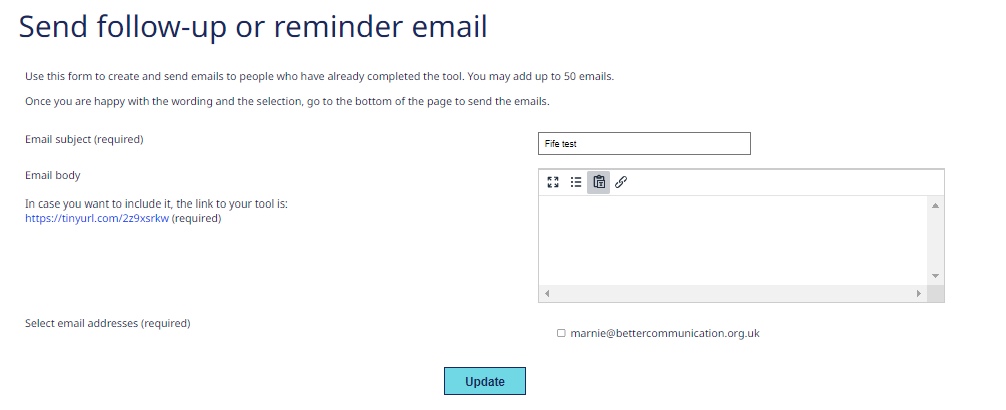 Send follow-up or reminder email
Use this form to create and send emails to people who have already completed the tool. You may add up to 50 emails.
Once you are happy with the wording and the selection, go to the bottom of the page to send the emails.
Email subject (required)
Fife test
Email body
In case you want to include it, the link to your tool is:
https://tinyurl.com/2z9xsrkw (required)
Select email addresses (required)
marnie@bettercommunication.org.uk
Update